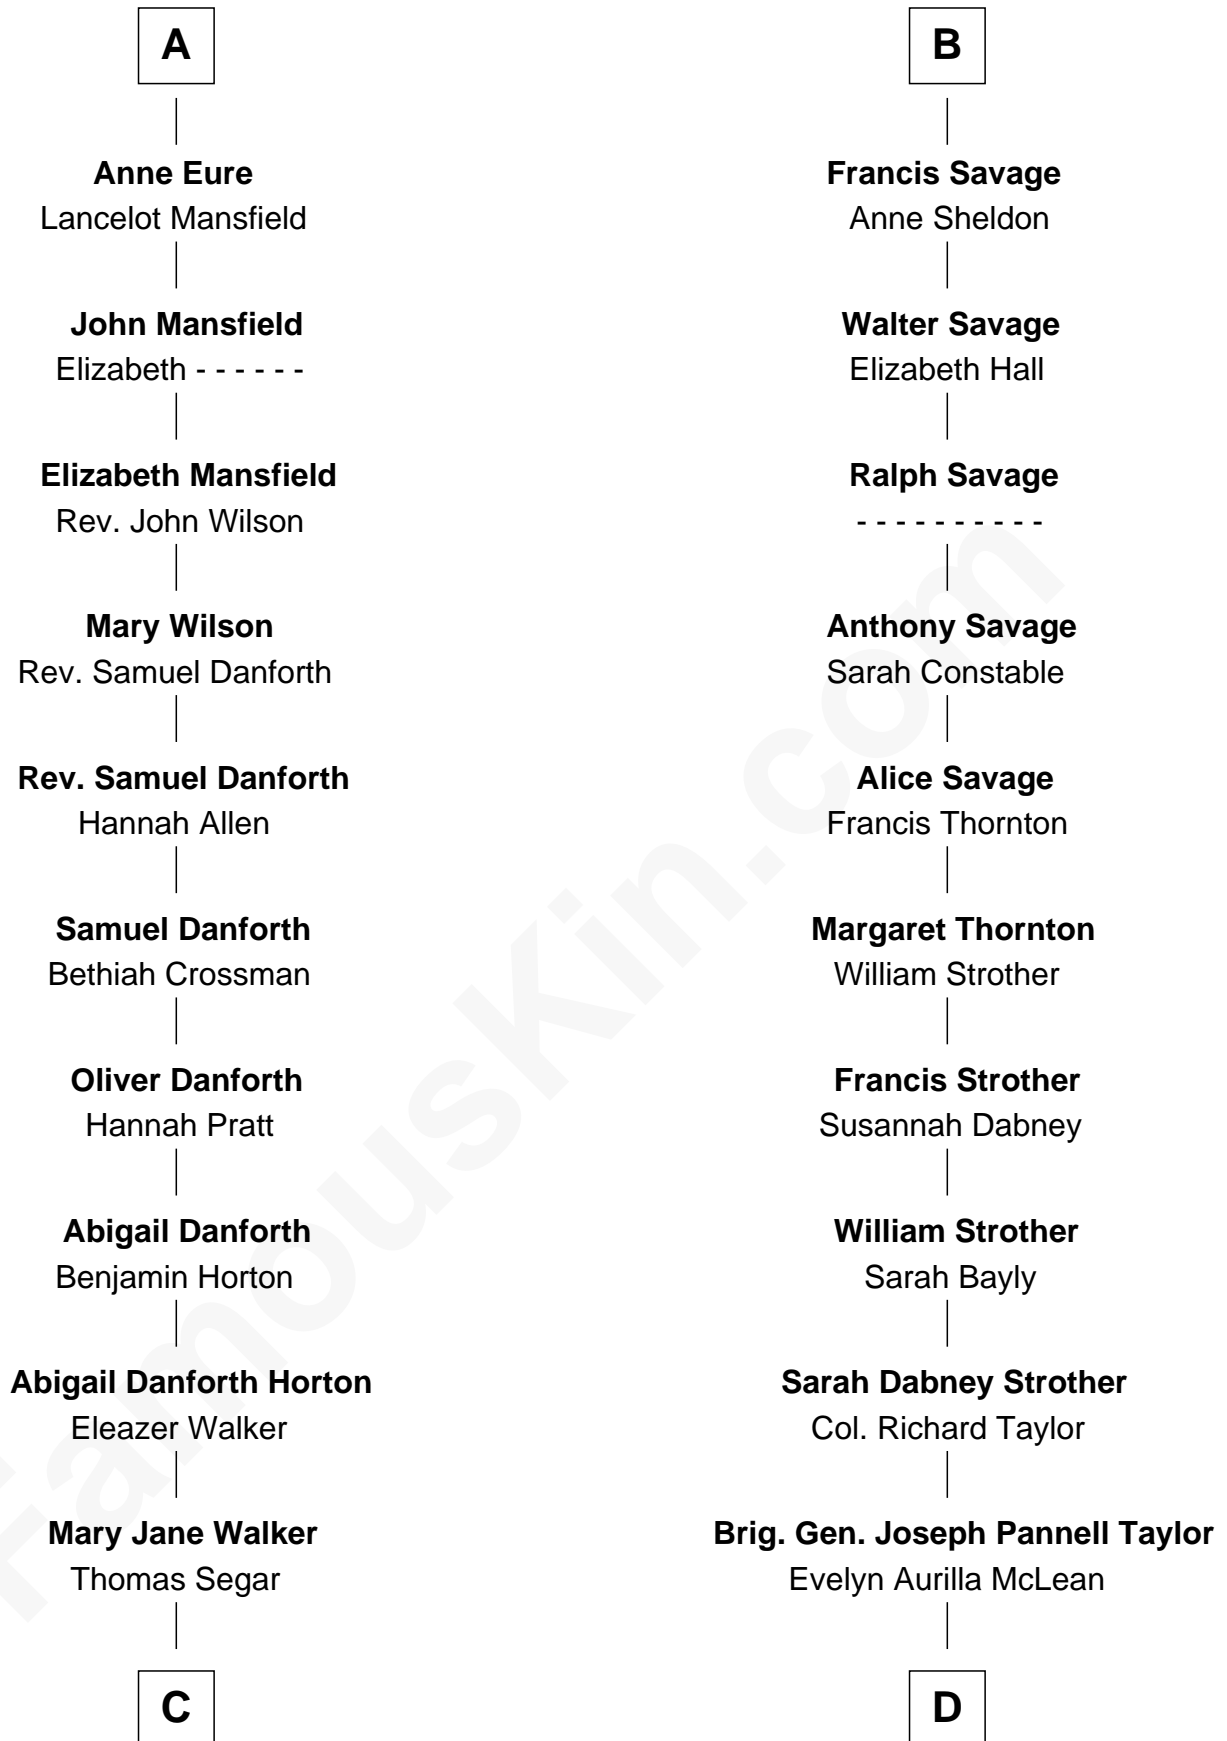 A
Anne Eure
Lancelot Mansfield
John Mansfield
Elizabeth - - - - - -
Elizabeth Mansfield
Rev. John Wilson
Mary Wilson
Rev. Samuel Danforth
Rev. Samuel Danforth
Hannah Allen
Samuel Danforth
Bethiah Crossman
Oliver Danforth
Hannah Pratt
Abigail Danforth
Benjamin Horton
Abigail Danforth Horton
Eleazer Walker
Mary Jane Walker
Thomas Segar
C
B
Francis Savage
Anne Sheldon
Walter Savage
Elizabeth Hall
Ralph Savage
- - - - - - - - - -
Anthony Savage
Sarah Constable
Alice Savage
Francis Thornton
Margaret Thornton
William Strother
Francis Strother
Susannah Dabney
William Strother
Sarah Bayly
Sarah Dabney Strother
Col. Richard Taylor
Brig. Gen. Joseph Pannell Taylor
Evelyn Aurilla McLean
D
FamousKin.com